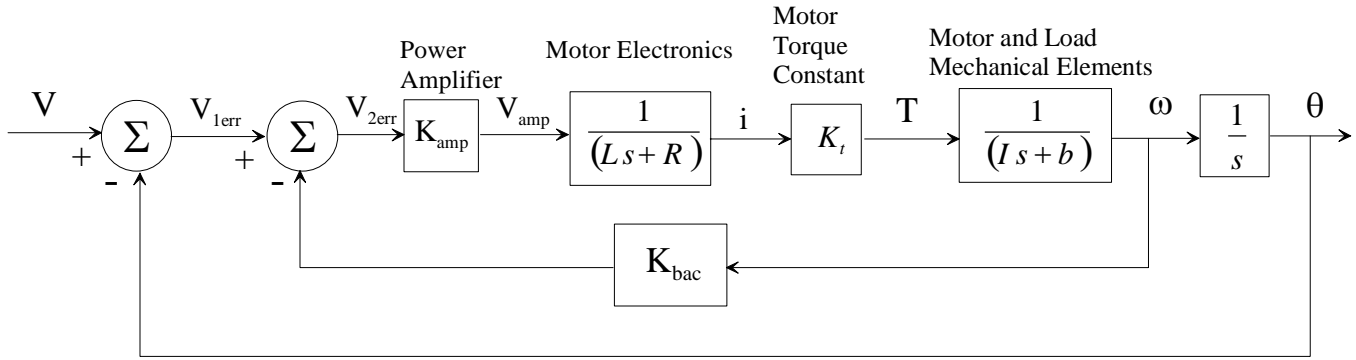 Motor
Torque
Constant
Power
Amplifier
Motor Electronics
Motor and Load
Mechanical Elements
V
+
-
Σ
V1err
+
-
Σ
V2err
Kamp
Vamp
1
(Ls+R)
i
Kt
T
1
(Is+b)
ω
1
s
θ
Kbac